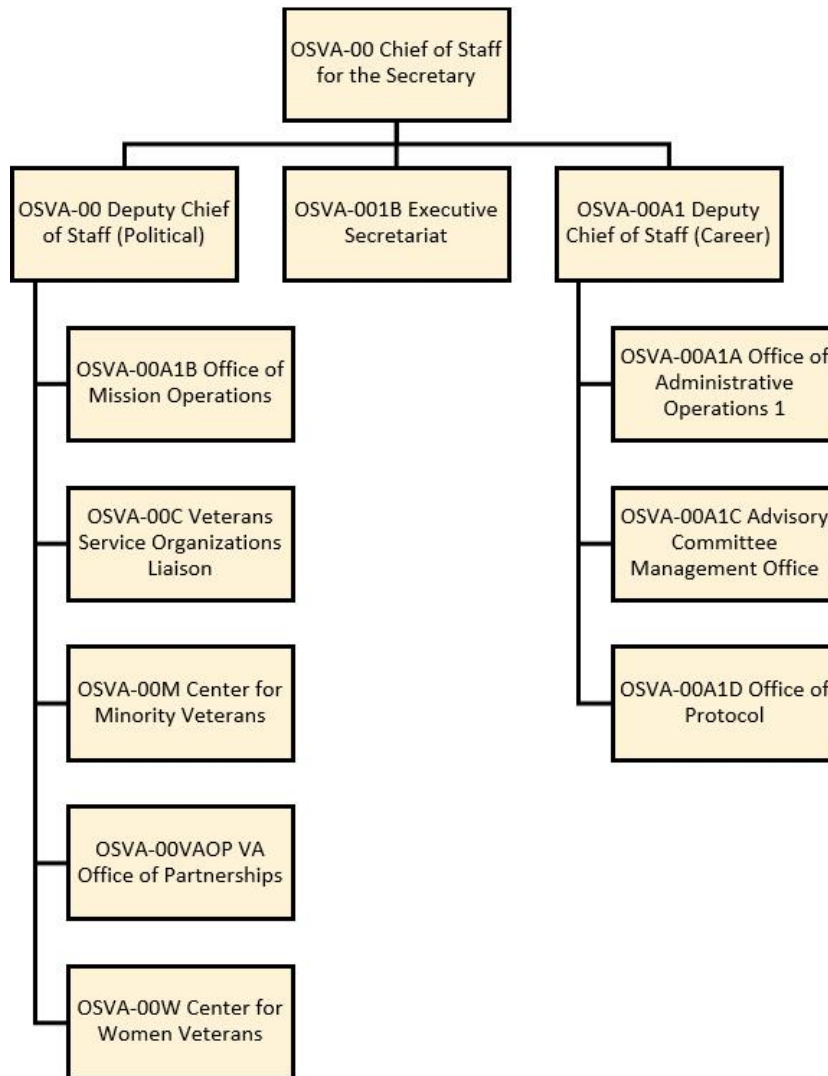 OSVA-00 Chief of Staff
for the Secretary
OSVA-00 Deputy Chief
of Staff (Political)
OSVA-001B Executive
Secretariat
OSVA-00A1 Deputy
Chief of Staff (Career)
OSVA-00A1B Office of
Mission Operations
OSVA-00C Veterans
Service Organizations
Liaison
OSVA-00M Center for
Minority Veterans
OSVA-00VAOP VA
Office of Partnerships
OSVA-00W Center for
Women Veterans
OSVA-00A1A Office of
Administrative
Operations 1
OSVA-00A1C Advisory
Committee
Management Office
OSVA-00A1D Office of
Protocol